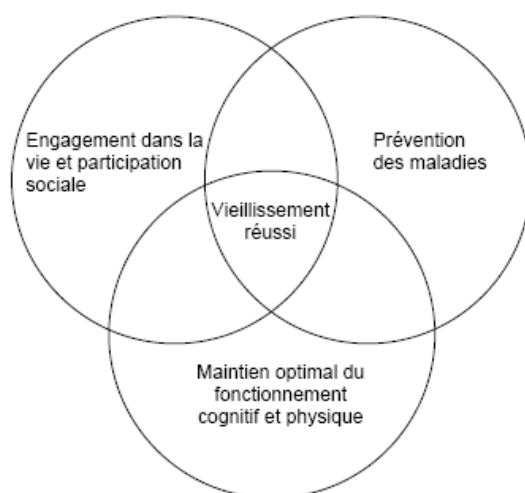 Engagement dans la
vie et participation
sociale
Prévention
des maladies
Vieillissement
réussi
Maintien optimal du
fonctionnement
cognitif et physique